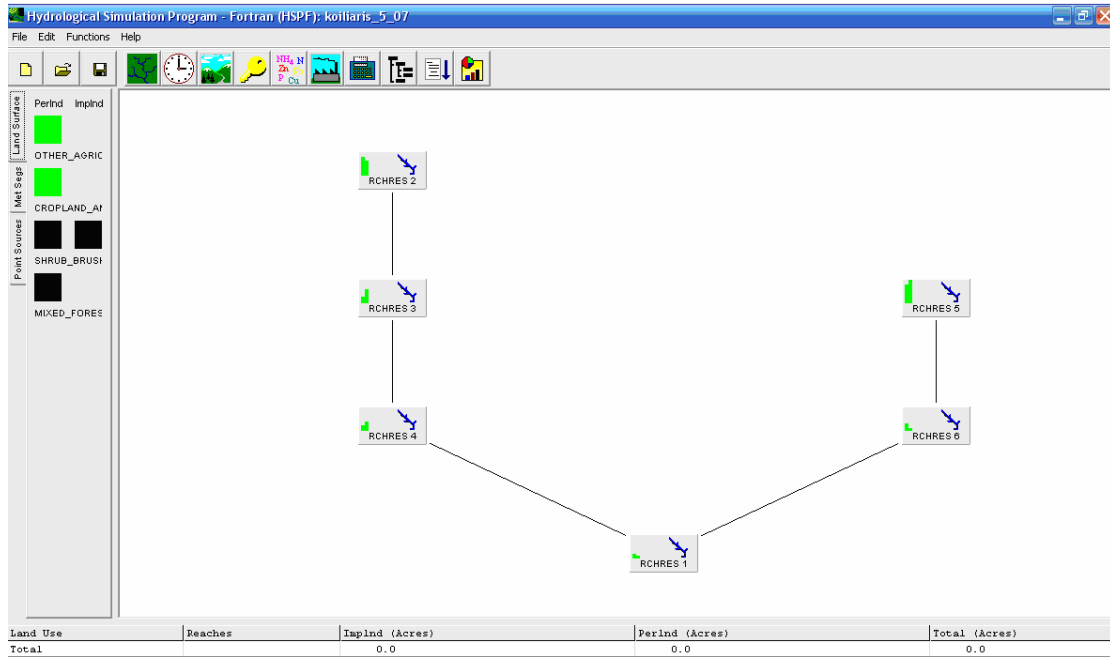 Hydrological Simulation Program - Fortran (HSPF): koiliaris_5_07
File Edit Functions Help
NH4 N
Zn
P Cu
Land Surface
Met Segs
Point Sources
PerInd ImpInd
OTHER_AGRIC
CROPLAND_AN
SHRUB_BRUSH
MIXED_FORES
RCHRES 2
RCHRES 3
RCHRES 5
RCHRES 4
RCHRES 6
RCHRES 1
Land Use Reaches ImpInd (Acres) PerInd (Acres) Total (Acres)
Total 0.0 0.0 0.0